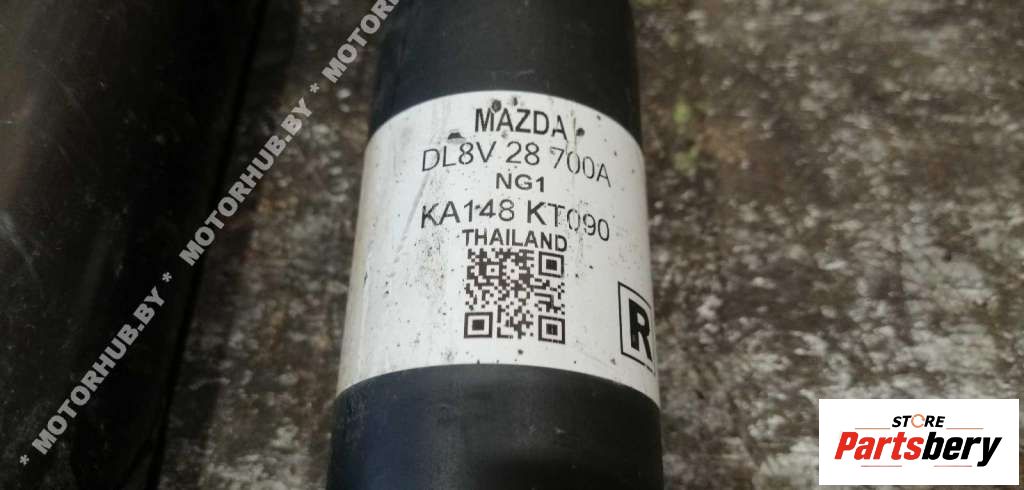 MAZDA
DL8V 28 700A
NG1
KA148 KT090
THAILAND
R
* MOTORHUB.BY * MOTORHUB.BY * MOTORHUB.BY *
STORE
Partsbery